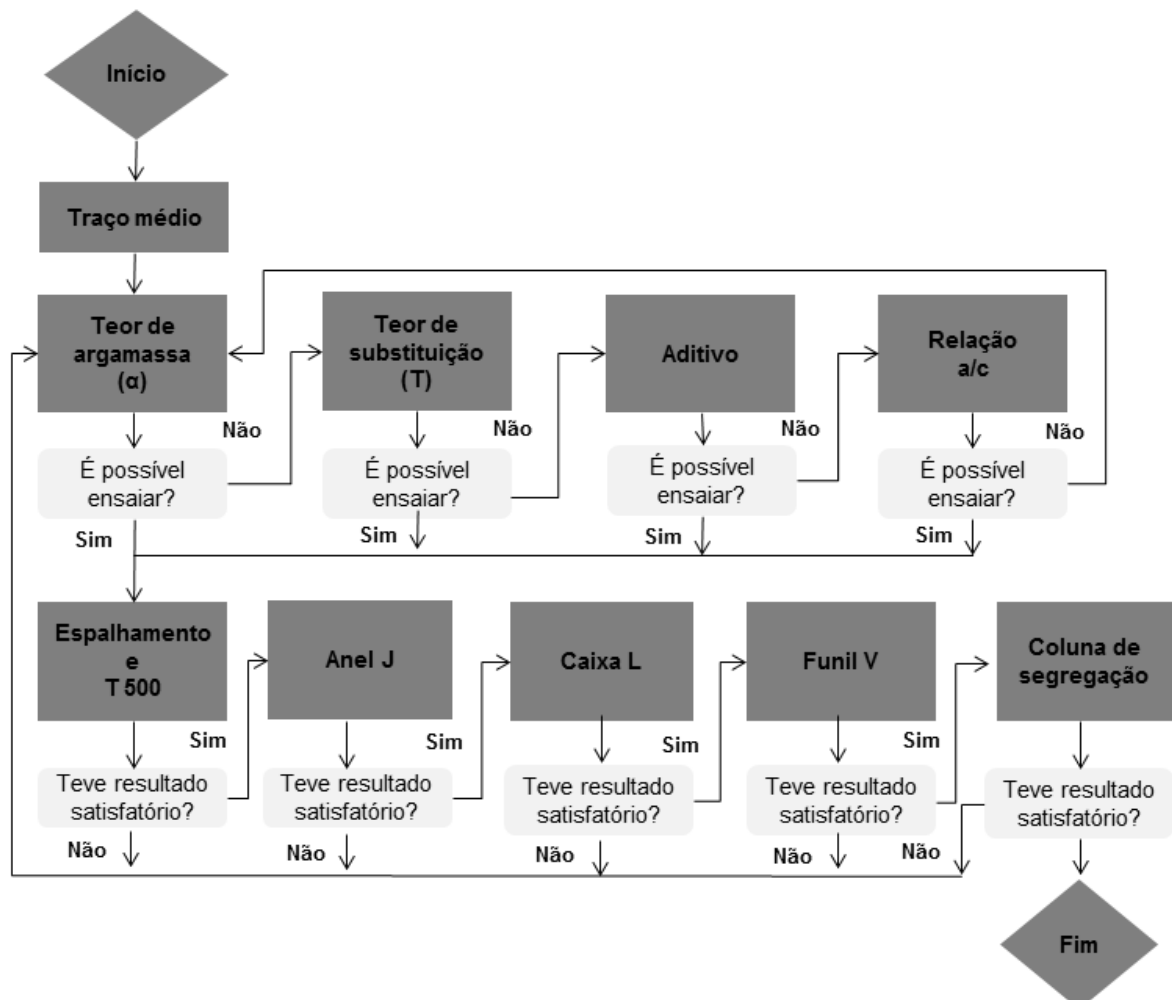 Início
Traço médio
Teor de
argamassa
(α)
Teor de
substituição
(T)
Aditivo
Relação
a/c
Não
Não
Não
Não
É possível
ensaiar?
É possível
ensaiar?
É possível
ensaiar?
É possível
ensaiar?
Sim
Sim
Sim
Sim
Espalhamento
e
T 500
Anel J
Caixa L
Funil V
Coluna de
segregação
Sim
Sim
Sim
Sim
Teve resultado
satisfatório?
Teve resultado
satisfatório?
Teve resultado
satisfatório?
Teve resultado
satisfatório?
Teve resultado
satisfatório?
Não
Não
Não
Não
Não
Fim